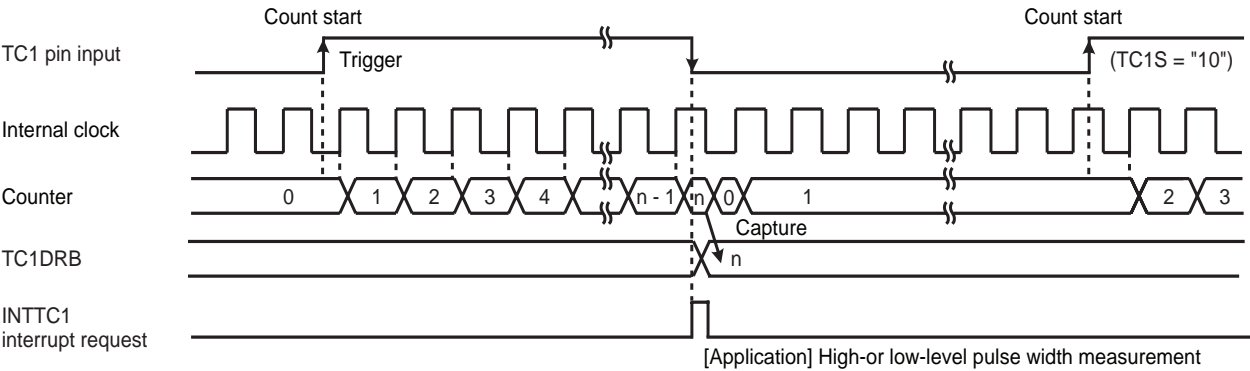 Count start
Count start
TC1 pin input
Trigger
(TC1S = "10")
Internal clock
Counter
0 1 2 3 4 n - 1 n 0 1 2 3
Capture
TC1DRB
n
INTTC1
interrupt request
[Application] High-or low-level pulse width measurement